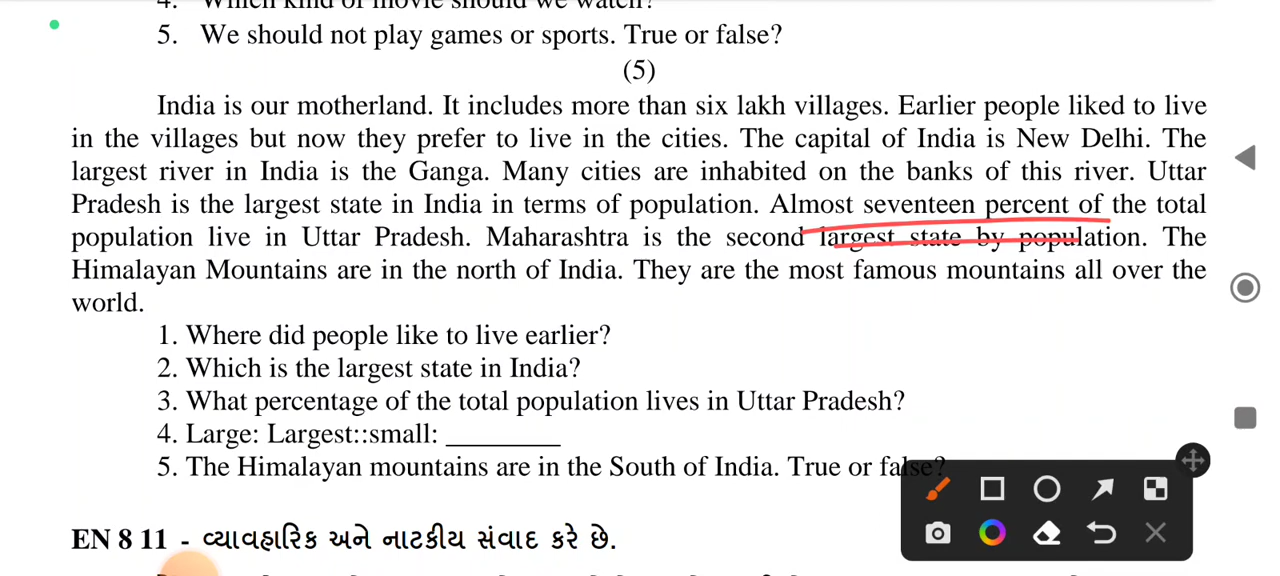 4. Which kind of movie should we watch?
5. We should not play games or sports. True or false?
(5)
India is our motherland. It includes more than six lakh villages. Earlier people liked to live
in the villages but now they prefer to live in the cities. The capital of India is New Delhi. The
largest river in India is the Ganga. Many cities are inhabited on the banks of this river. Uttar
Pradesh is the largest state in India in terms of population. Almost seventeen percent of the total
population live in Uttar Pradesh. Maharashtra is the second largest state by population. The
Himalayan Mountains are in the north of India. They are the most famous mountains all over the
world.
1. Where did people like to live earlier?
2. Which is the largest state in India?
3. What percentage of the total population lives in Uttar Pradesh?
4. Large: Largest::small: ________
5. The Himalayan mountains are in the South of India. True or false?
EN 8 11 - વ્યાવહારિક અને નાટકીય સંવાદ કરે છે.